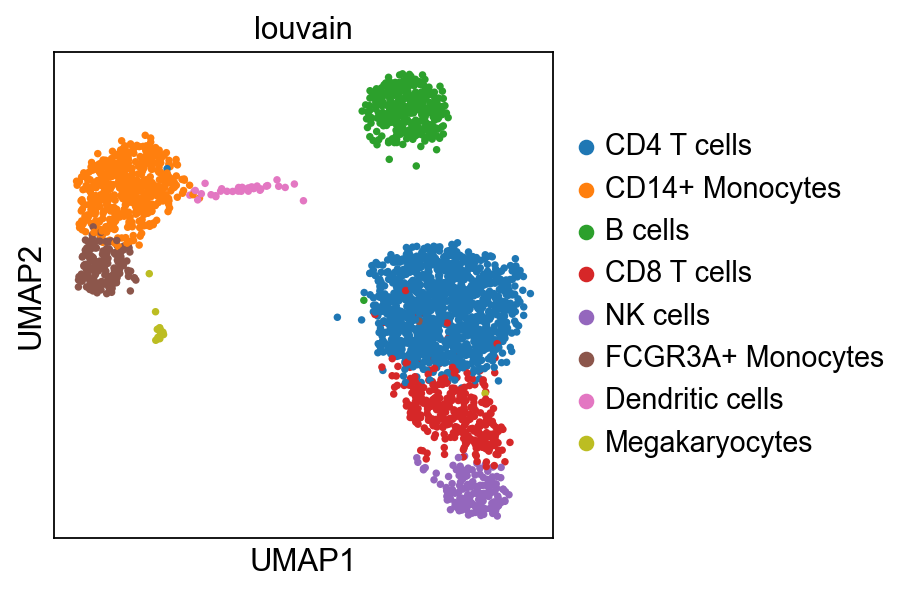 louvain
UMAP2
UMAP1
CD4 T cells
CD14+ Monocytes
B cells
CD8 T cells
NK cells
FCGR3A+ Monocytes
Dendritic cells
Megakaryocytes